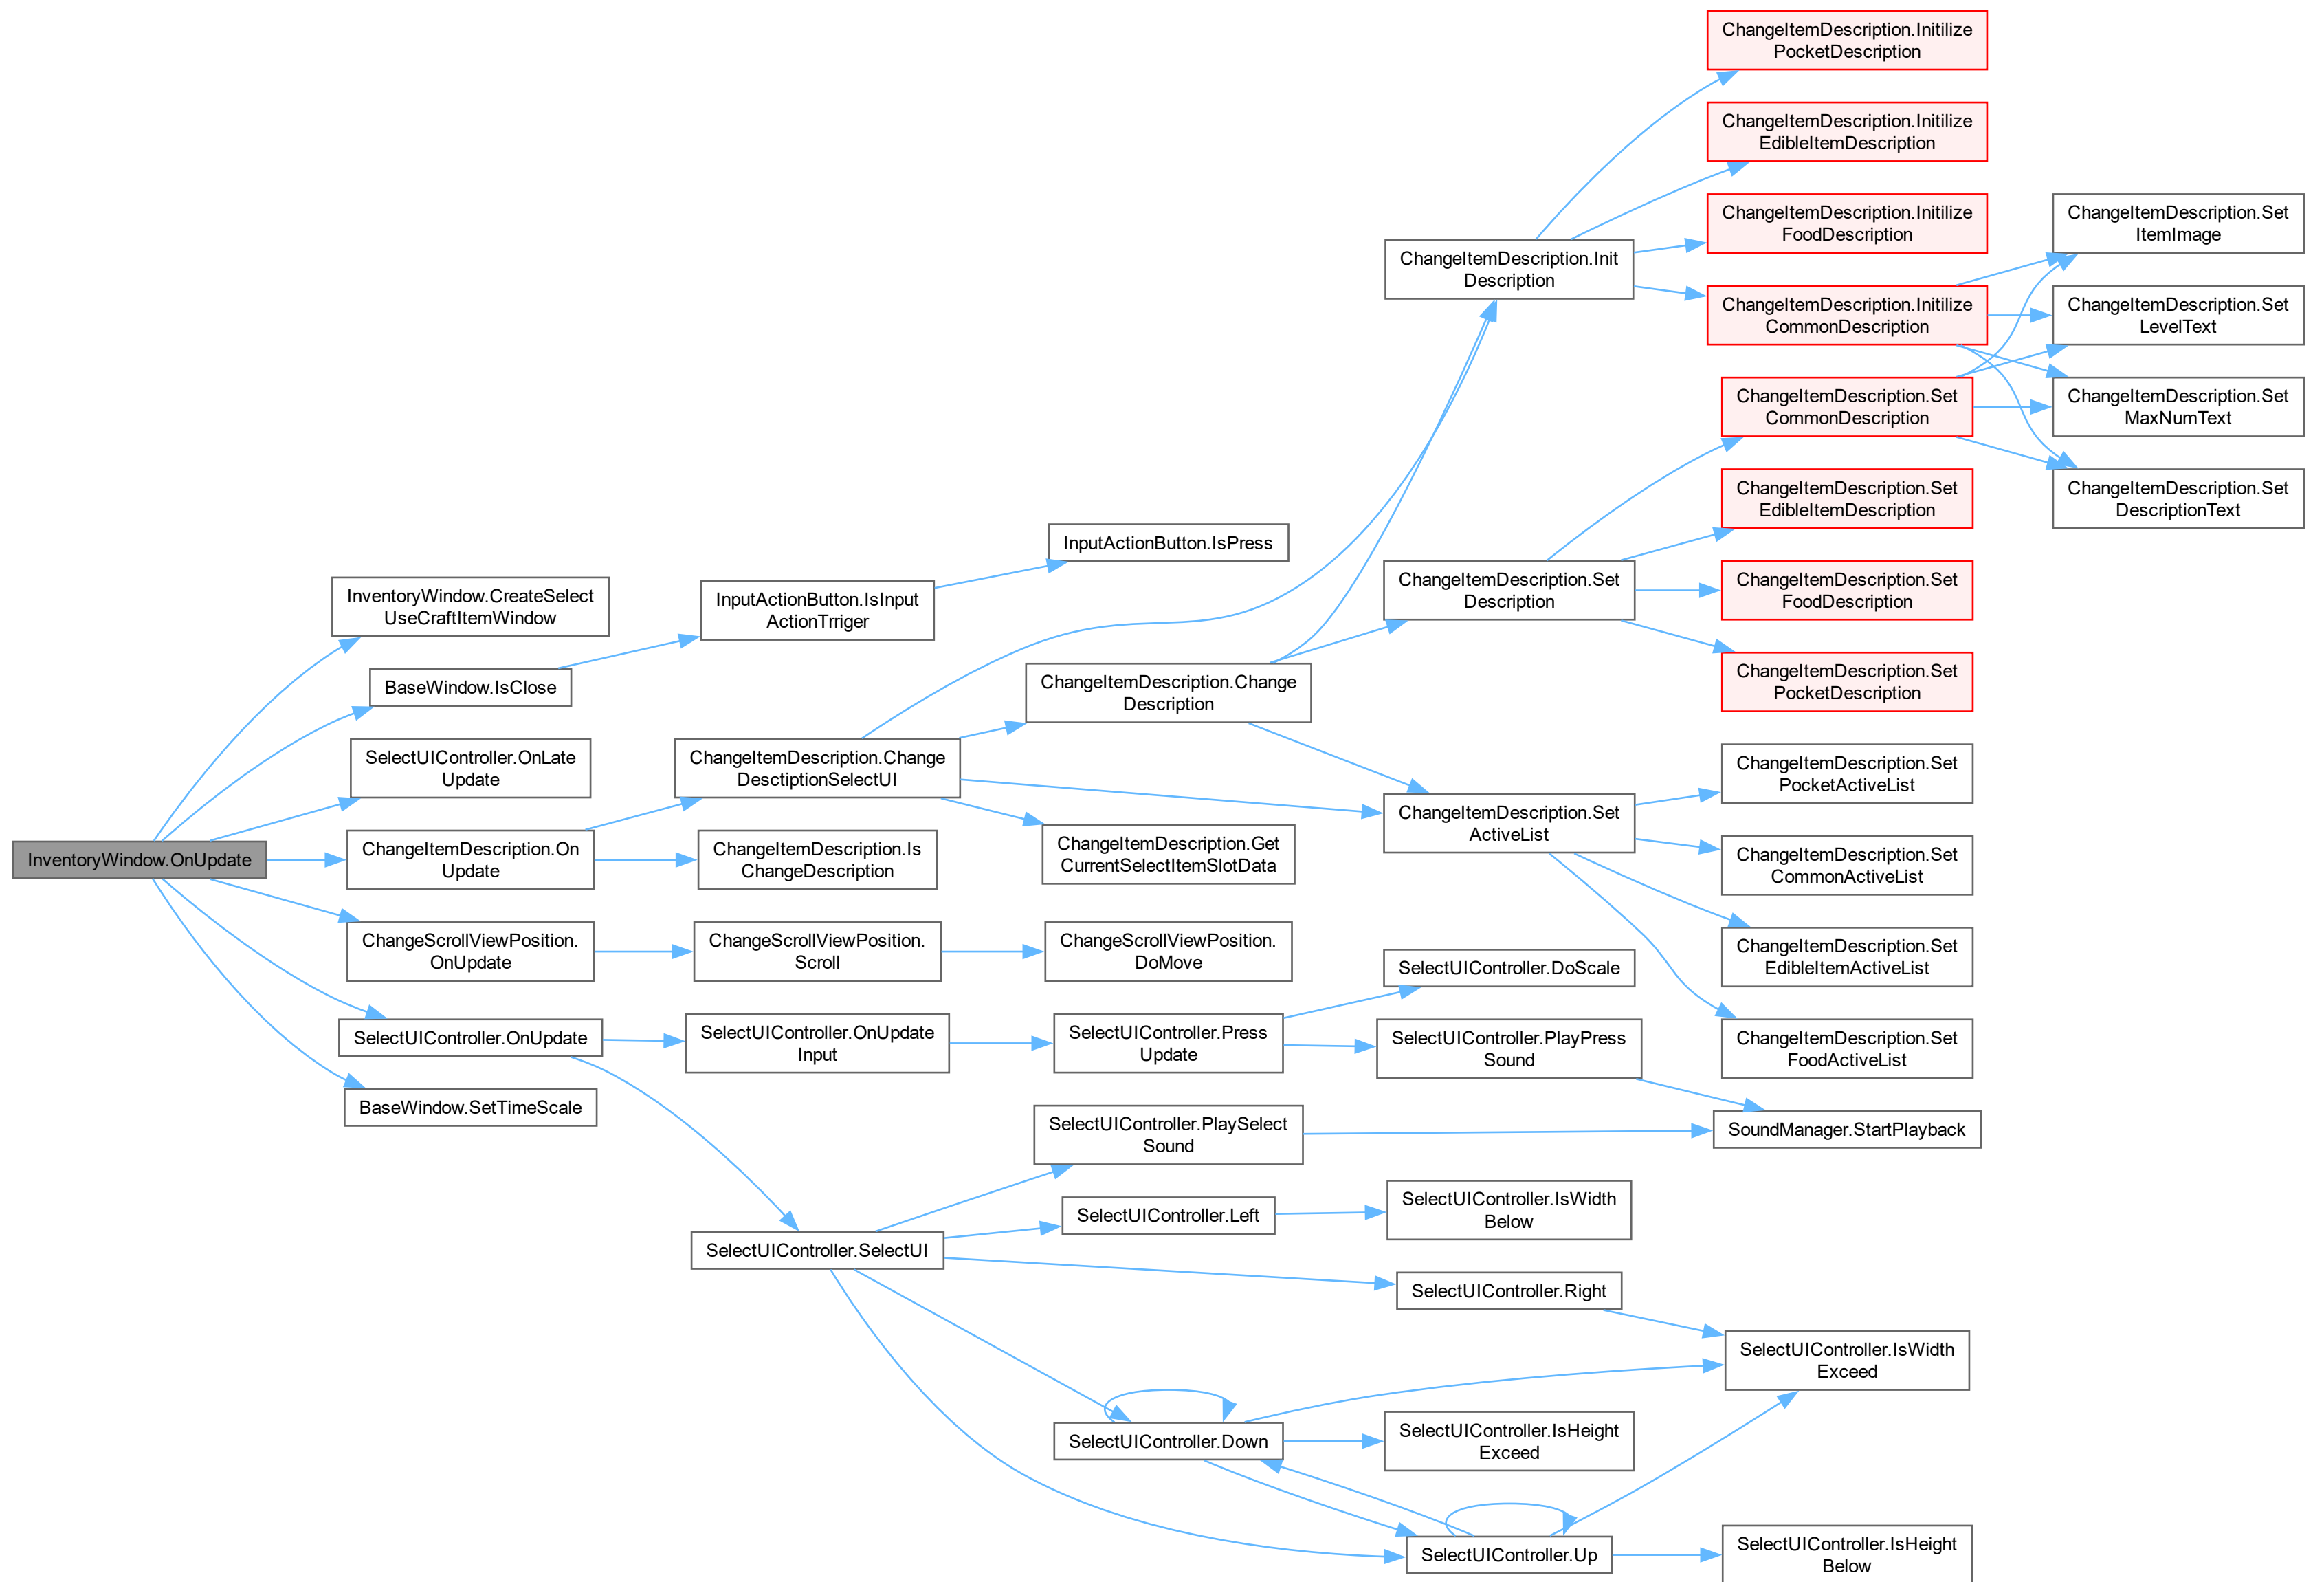 InventoryWindow.OnUpdate
InventoryWindow.CreateSelect
UseCraftItemWindow
BaseWindow.IsClose
SelectUIController.OnLate
Update
ChangeItemDescription.On
Update
ChangeScrollViewPosition.
OnUpdate
SelectUIController.OnUpdate
BaseWindow.SetTimeScale
InputActionButton.IsInput
ActionTrriger
ChangeItemDescription.Change
DesctiptionSelectUI
ChangeItemDescription.Is
ChangeDescription
ChangeScrollViewPosition.
Scroll
SelectUIController.OnUpdate
Input
SelectUIController.SelectUI
InputActionButton.IsPress
ChangeItemDescription.Change
Description
ChangeItemDescription.Get
CurrentSelectItemSlotData
ChangeScrollViewPosition.
DoMove
SelectUIController.Press
Update
SelectUIController.PlaySelect
Sound
SelectUIController.Left
SelectUIController.Down
ChangeItemDescription.Init
Description
ChangeItemDescription.Set
Description
ChangeItemDescription.Set
ActiveList
SelectUIController.DoScale
SelectUIController.PlayPress
Sound
SelectUIController.IsWidth
Below
SelectUIController.Right
SelectUIController.IsHeight
Exceed
SelectUIController.Up
ChangeItemDescription.Initilize
PocketDescription
ChangeItemDescription.Initilize
EdibleItemDescription
ChangeItemDescription.Initilize
FoodDescription
ChangeItemDescription.Initilize
CommonDescription
ChangeItemDescription.Set
CommonDescription
ChangeItemDescription.Set
EdibleItemDescription
ChangeItemDescription.Set
FoodDescription
ChangeItemDescription.Set
PocketDescription
ChangeItemDescription.Set
PocketActiveList
ChangeItemDescription.Set
CommonActiveList
ChangeItemDescription.Set
EdibleItemActiveList
ChangeItemDescription.Set
FoodActiveList
SoundManager.StartPlayback
SelectUIController.IsWidth
Exceed
SelectUIController.IsHeight
Below
ChangeItemDescription.Set
ItemImage
ChangeItemDescription.Set
LevelText
ChangeItemDescription.Set
MaxNumText
ChangeItemDescription.Set
DescriptionText